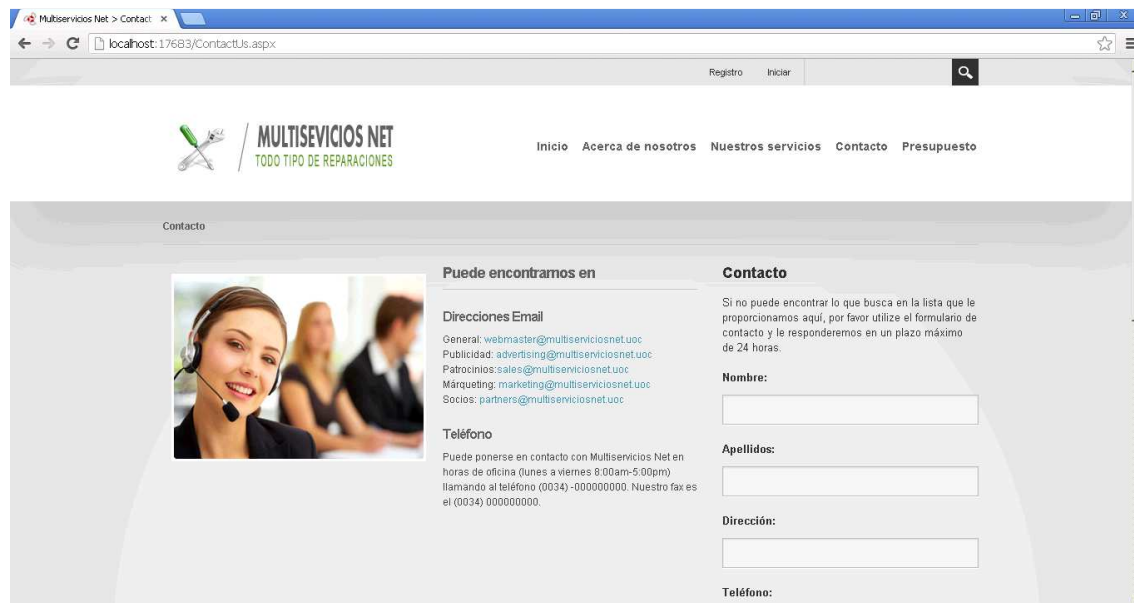 Multiservicios Net > Contact
localhost:17683/ContactUs.aspx
Registro Iniciar
MULTISEVICIOS NET
TODO TIPO DE REPARACIONES
Inicio Acerca de nosotros Nuestros servicios Contacto Presupuesto
Contacto
Puede encontrarnos en
Direcciones Email
General: webmaster@multiserviciosnet.uoc
Publicidad: advertising@multiserviciosnet.uoc
Patrocinios:sales@multiserviciosnet.uoc
Márqueting: marketing@multiserviciosnet.uoc
Socios: partners@multiserviciosnet.uoc
Teléfono
Puede ponerse en contacto con Multiservicios Net en
horas de oficina (lunes a viernes 8:00am-5:00pm)
llamando al teléfono (0034) -000000000. Nuestro fax es
el (0034) 000000000.
Contacto
Si no puede encontrar lo que busca en la lista que le
proporcionamos aquí, por favor utilize el formulario de
contacto y le responderemos en un plazo máximo
de 24 horas.
Nombre:
Apellidos:
Dirección:
Teléfono: